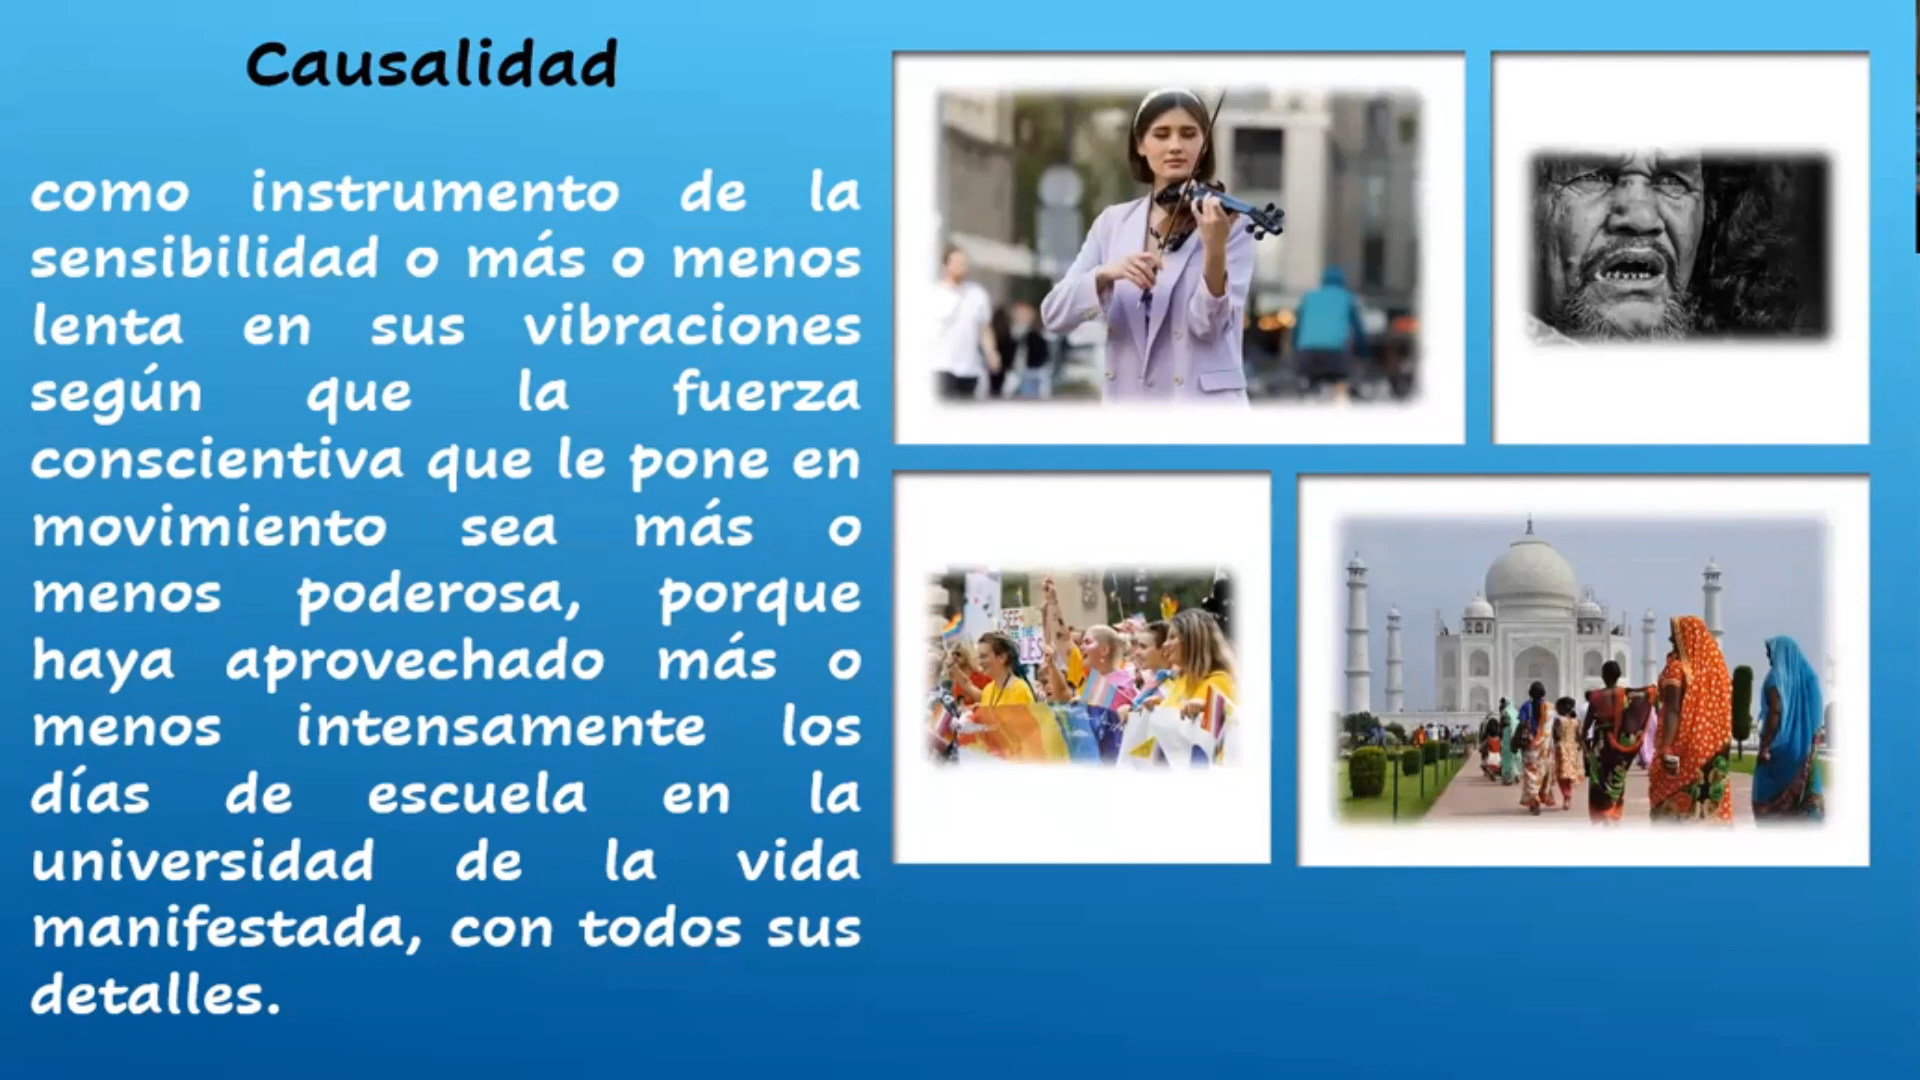 Causalidad
como instrumento de la
sensibilidad o más o menos
lenta en sus vibraciones
según que la fuerza
conscientiva que le pone en
movimiento sea más o
menos poderosa, porque
haya aprovechado más o
menos intensamente los
días de escuela en la
universidad de la vida
manifestada, con todos sus
detalles.